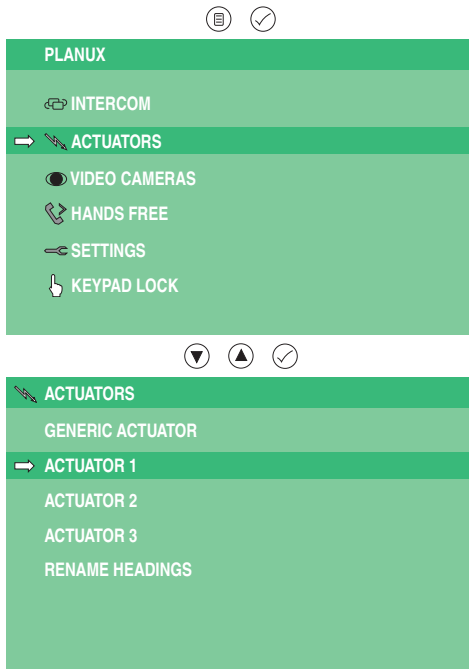 PLANUX
INTERCOM
ACTUATORS
VIDEO CAMERAS
HANDS FREE
SETTINGS
KEYPAD LOCK
ACTUATORS
GENERIC ACTUATOR
ACTUATOR 1
ACTUATOR 2
ACTUATOR 3
RENAME HEADINGS